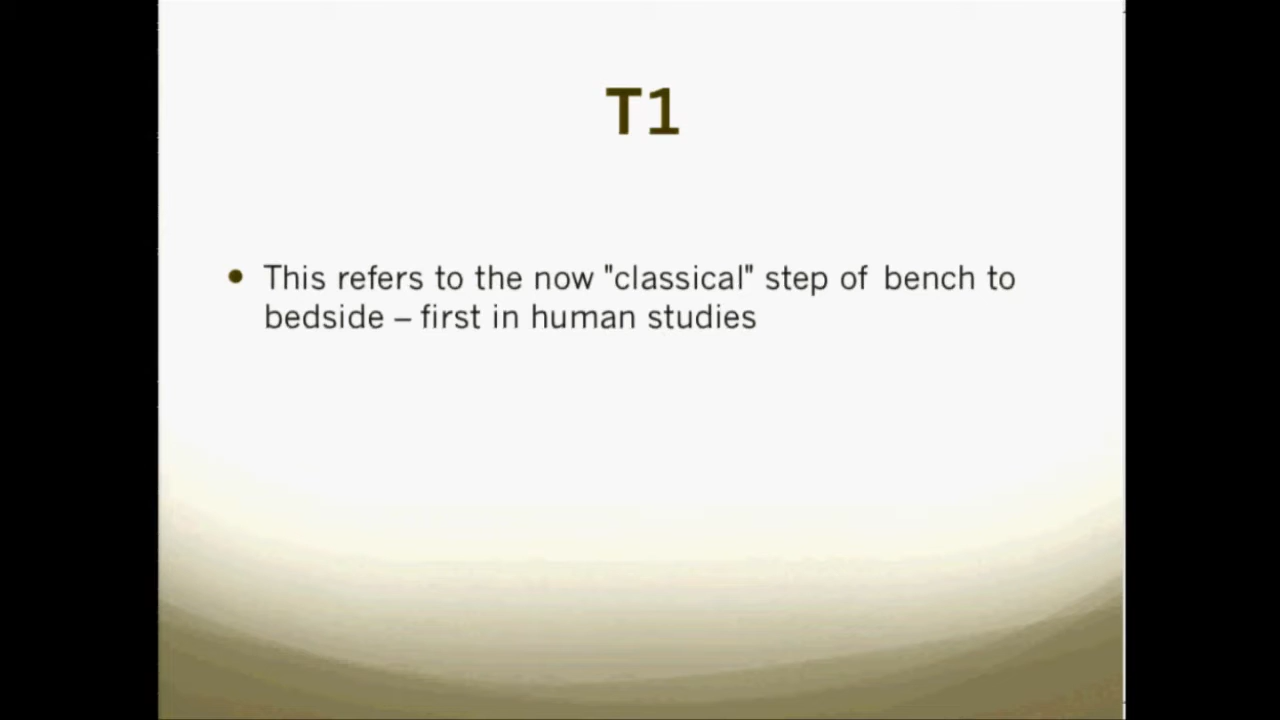 T1
• This refers to the now "classical" step of bench to
bedside – first in human studies